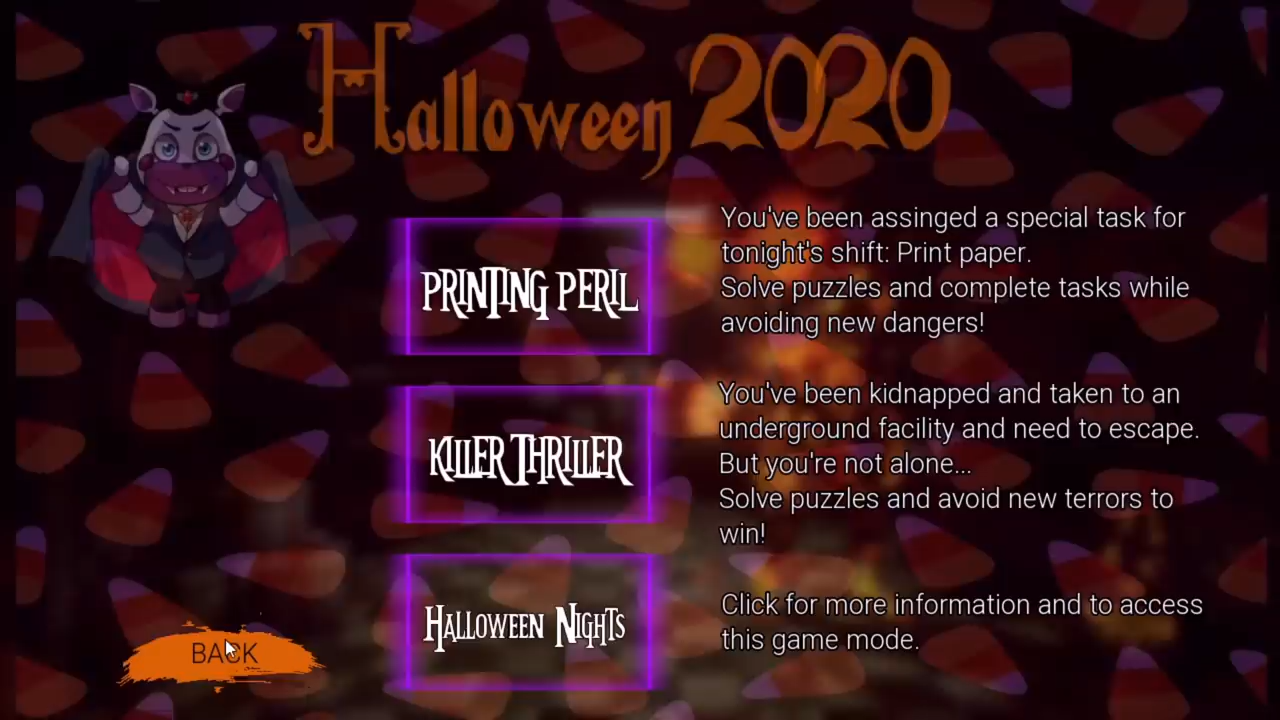 Halloween 2020
PRINTING PERIL
You've been assinged a special task for
tonight's shift: Print paper.
Solve puzzles and complete tasks while
avoiding new dangers!
KILLER THRILLER
You've been kidnapped and taken to an
underground facility and need to escape.
But you're not alone...
Solve puzzles and avoid new terrors to
win!
Halloween Nights
Click for more information and to access
this game mode.
BACK